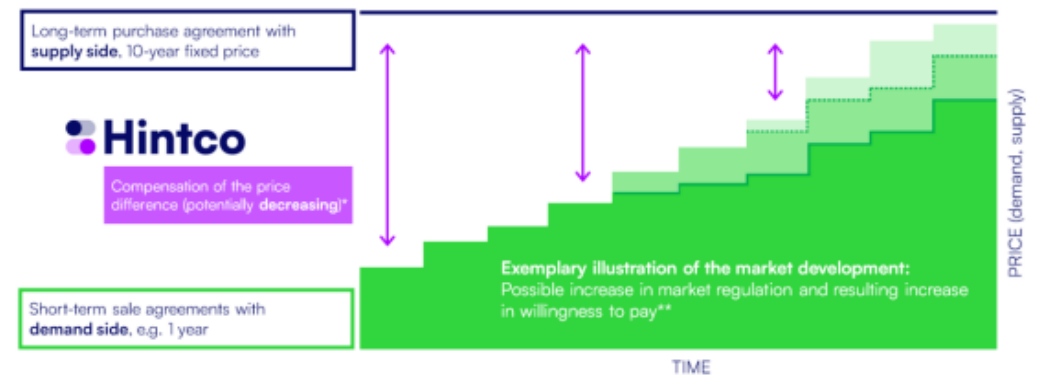 Long-term purchase agreement with
supply side, 10-year fixed price
Hintco
Compensation of the price
difference (potentially decreasing)*
Short-term sale agreements with
demand side, e.g. 1 year
Exemplary illustration of the market development:
Possible increase in market regulation and resulting increase
in willingness to pay**
TIME
PRICE (demand, supply)